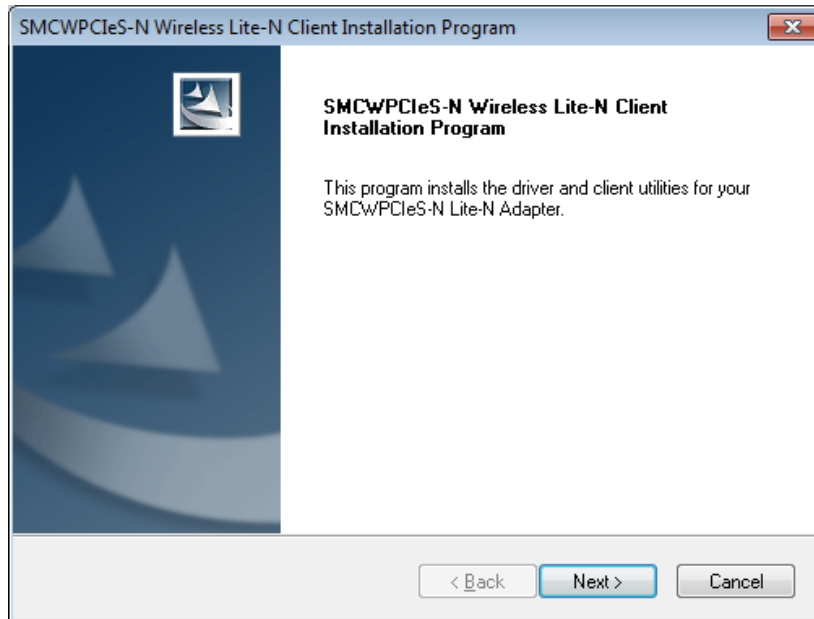 SMCWPCIeS-N Wireless Lite-N Client Installation Program
SMCWPCIeS-N Wireless Lite-N Client
Installation Program
This program installs the driver and client utilities for your
SMCWPCIeS-N Lite-N Adapter.
< Back
Next >
Cancel